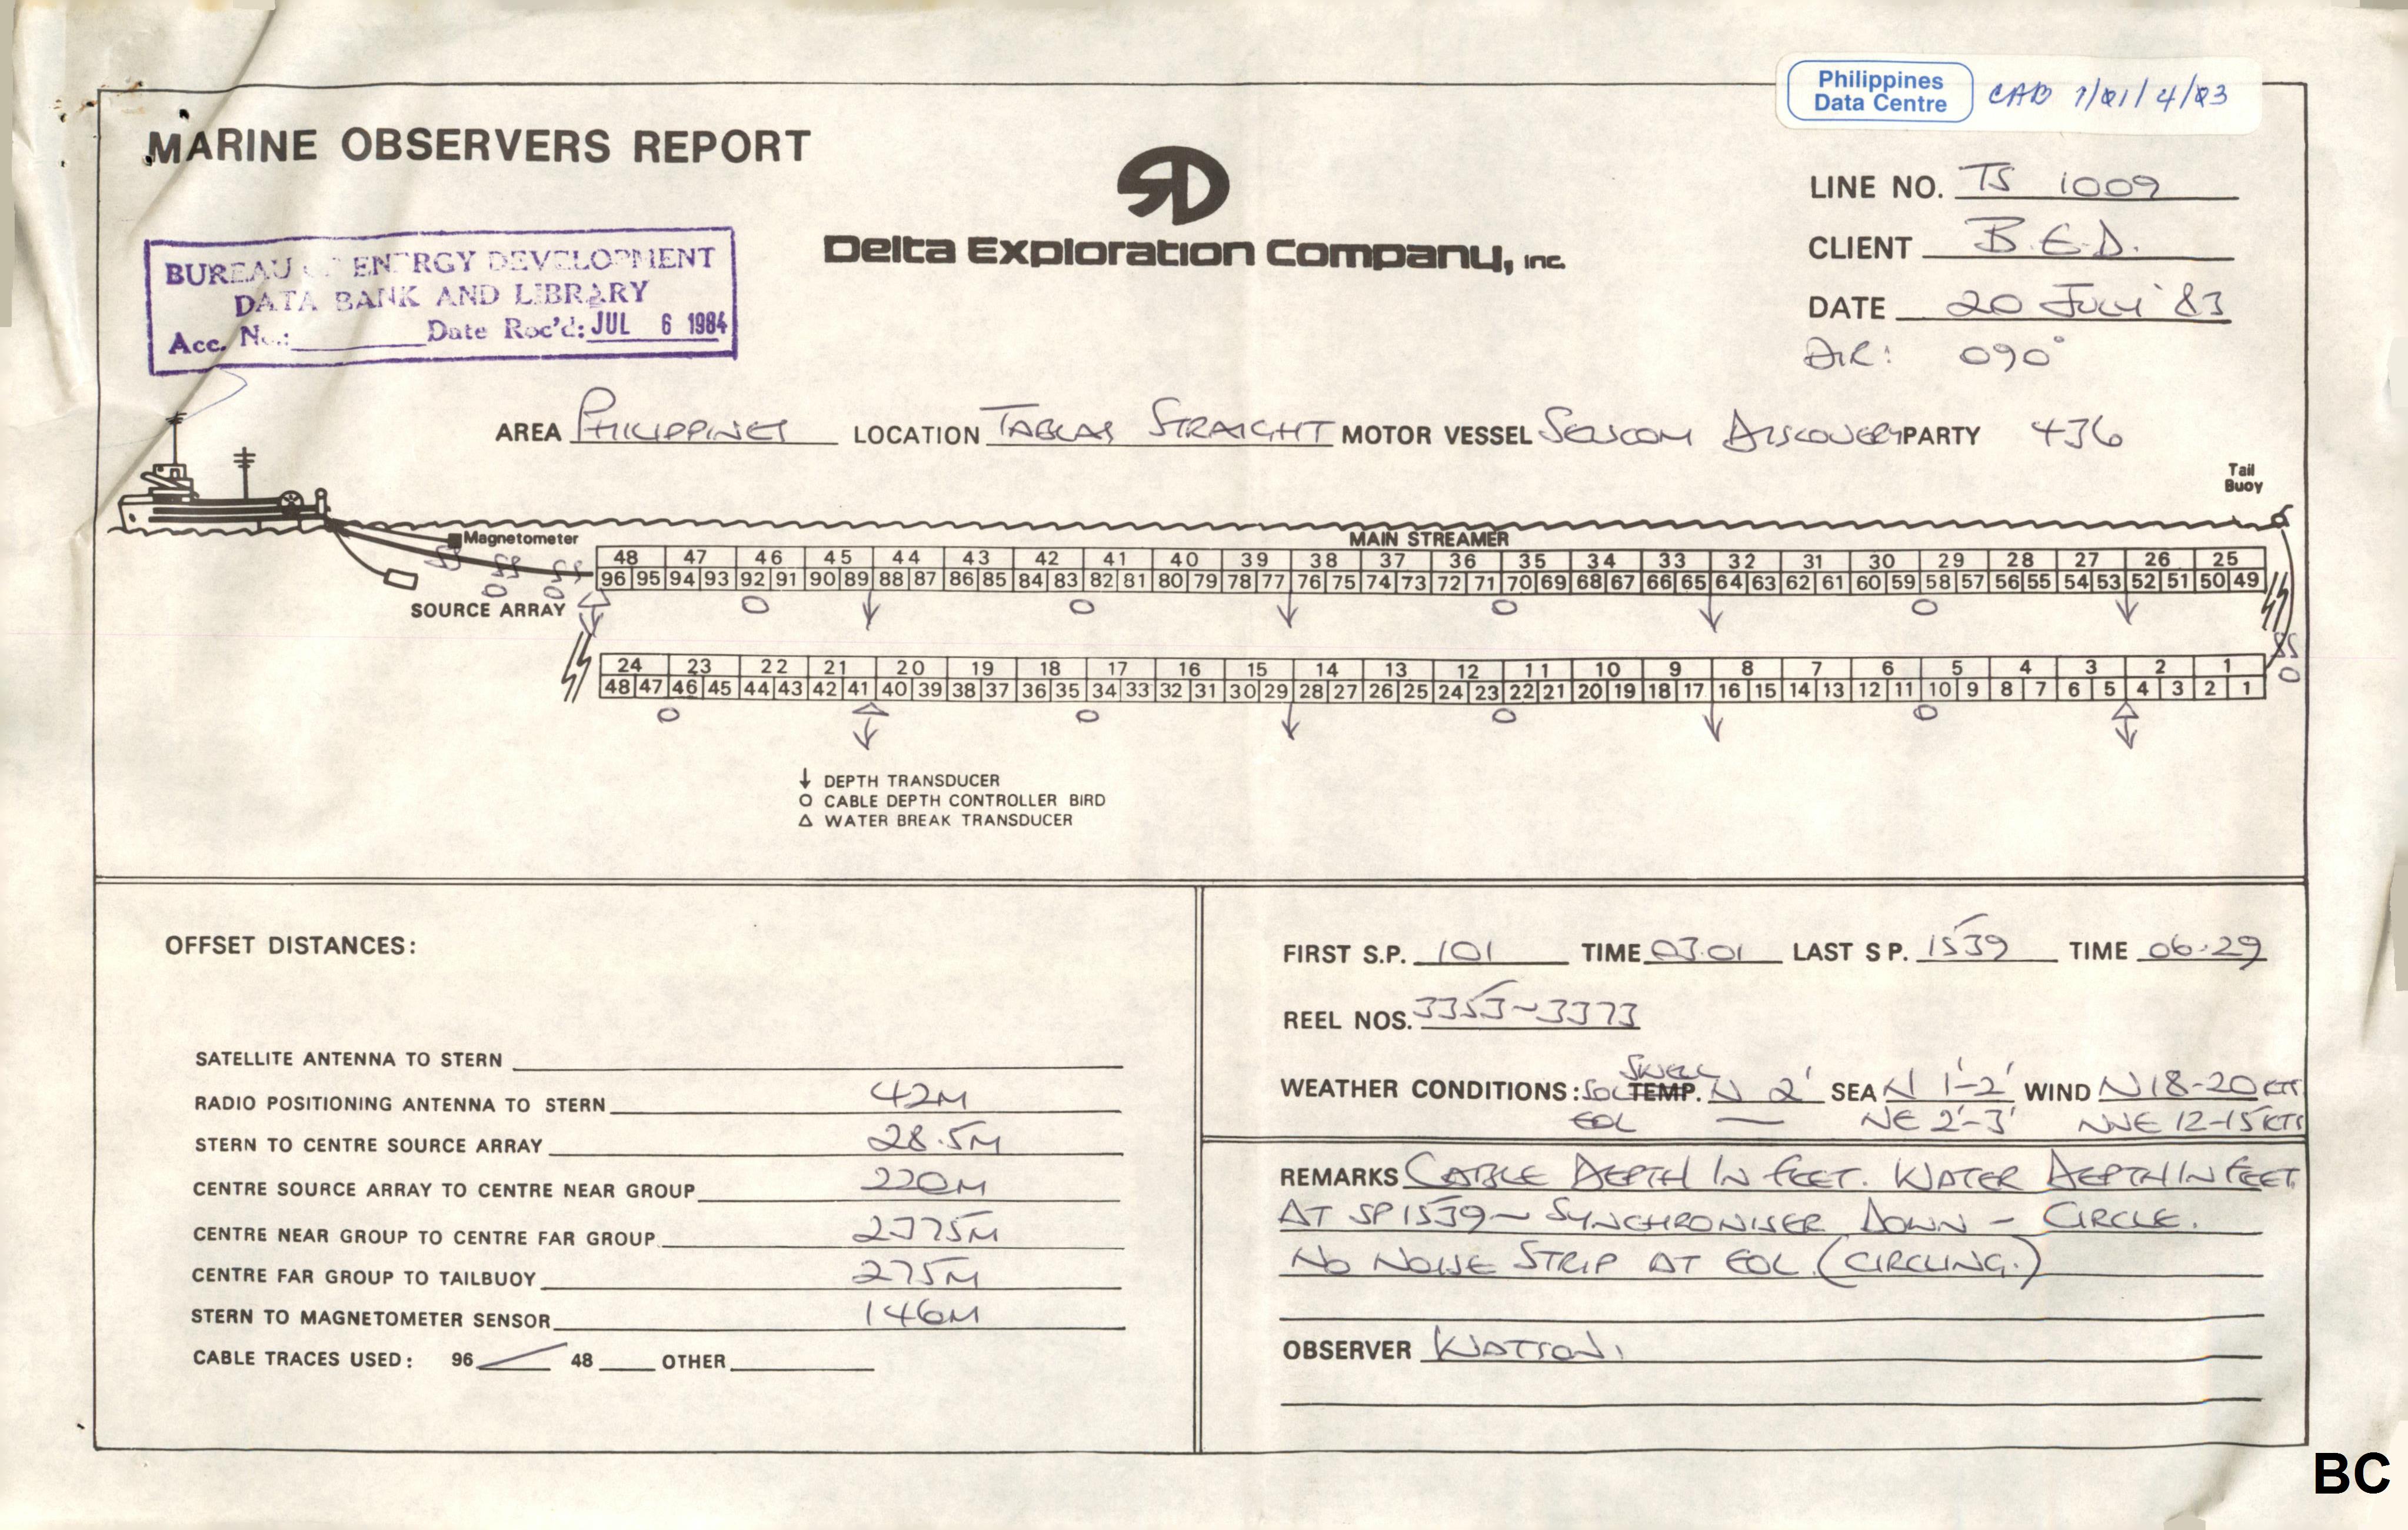 Philippines
Data Centre
CAB 1/01/4/03
MARINE OBSERVERS REPORT
Delta Exploration Company, inc.
LINE NO. TS 1009
CLIENT B.E.D.
DATE 20 JULY '83
DIR: 090°
BUREAU OF ENERGY DEVELOPMENT
DATA BANK AND LIBRARY
Acc. No.: Date Rec'd: JUL 6 1984
AREA PHILIPPINES LOCATION TABLAS STRAIGHT MOTOR VESSEL SEISCOM DISCOVERY PARTY 436
Tail
Buoy
Magnetometer
MAIN STREAMER
SS SS SS
48 47 46 45 44 43 42 41 40 39 38 37 36 35 34 33 32 31 30 29 28 27 26 25
96 95 94 93 92 91 90 89 88 87 86 85 84 83 82 81 80 79 78 77 76 75 74 73 72 71 70 69 68 67 66 65 64 63 62 61 60 59 58 57 56 55 54 53 52 51 50 49
SOURCE ARRAY
SS
24 23 22 21 20 19 18 17 16 15 14 13 12 11 10 9 8 7 6 5 4 3 2 1
48 47 46 45 44 43 42 41 40 39 38 37 36 35 34 33 32 31 30 29 28 27 26 25 24 23 22 21 20 19 18 17 16 15 14 13 12 11 10 9 8 7 6 5 4 3 2 1
↓ DEPTH TRANSDUCER
O CABLE DEPTH CONTROLLER BIRD
△ WATER BREAK TRANSDUCER
OFFSET DISTANCES:
SATELLITE ANTENNA TO STERN
RADIO POSITIONING ANTENNA TO STERN 42M
STERN TO CENTRE SOURCE ARRAY 28.5M
CENTRE SOURCE ARRAY TO CENTRE NEAR GROUP 220M
CENTRE NEAR GROUP TO CENTRE FAR GROUP 2375M
CENTRE FAR GROUP TO TAILBUOY 275M
STERN TO MAGNETOMETER SENSOR 146M
CABLE TRACES USED: 96 48 OTHER
FIRST S.P. 101 TIME 03.01 LAST S P. 1539 TIME 06.29
REEL NOS. 3353~3373
SWELL
WEATHER CONDITIONS: SOL TEMP. N 2' SEA N 1'-2' WIND N 18-20 KTS
EOL — NE 2'-3' NNE 12-15 KTS
REMARKS CABLE DEPTH IN FEET. WATER DEPTH IN FEET.
AT SP 1539 ~ SYNCHRONISER DOWN - CIRCLE.
NO NOISE STRIP AT EOL (CIRCLING.)
OBSERVER WATSON.
BC